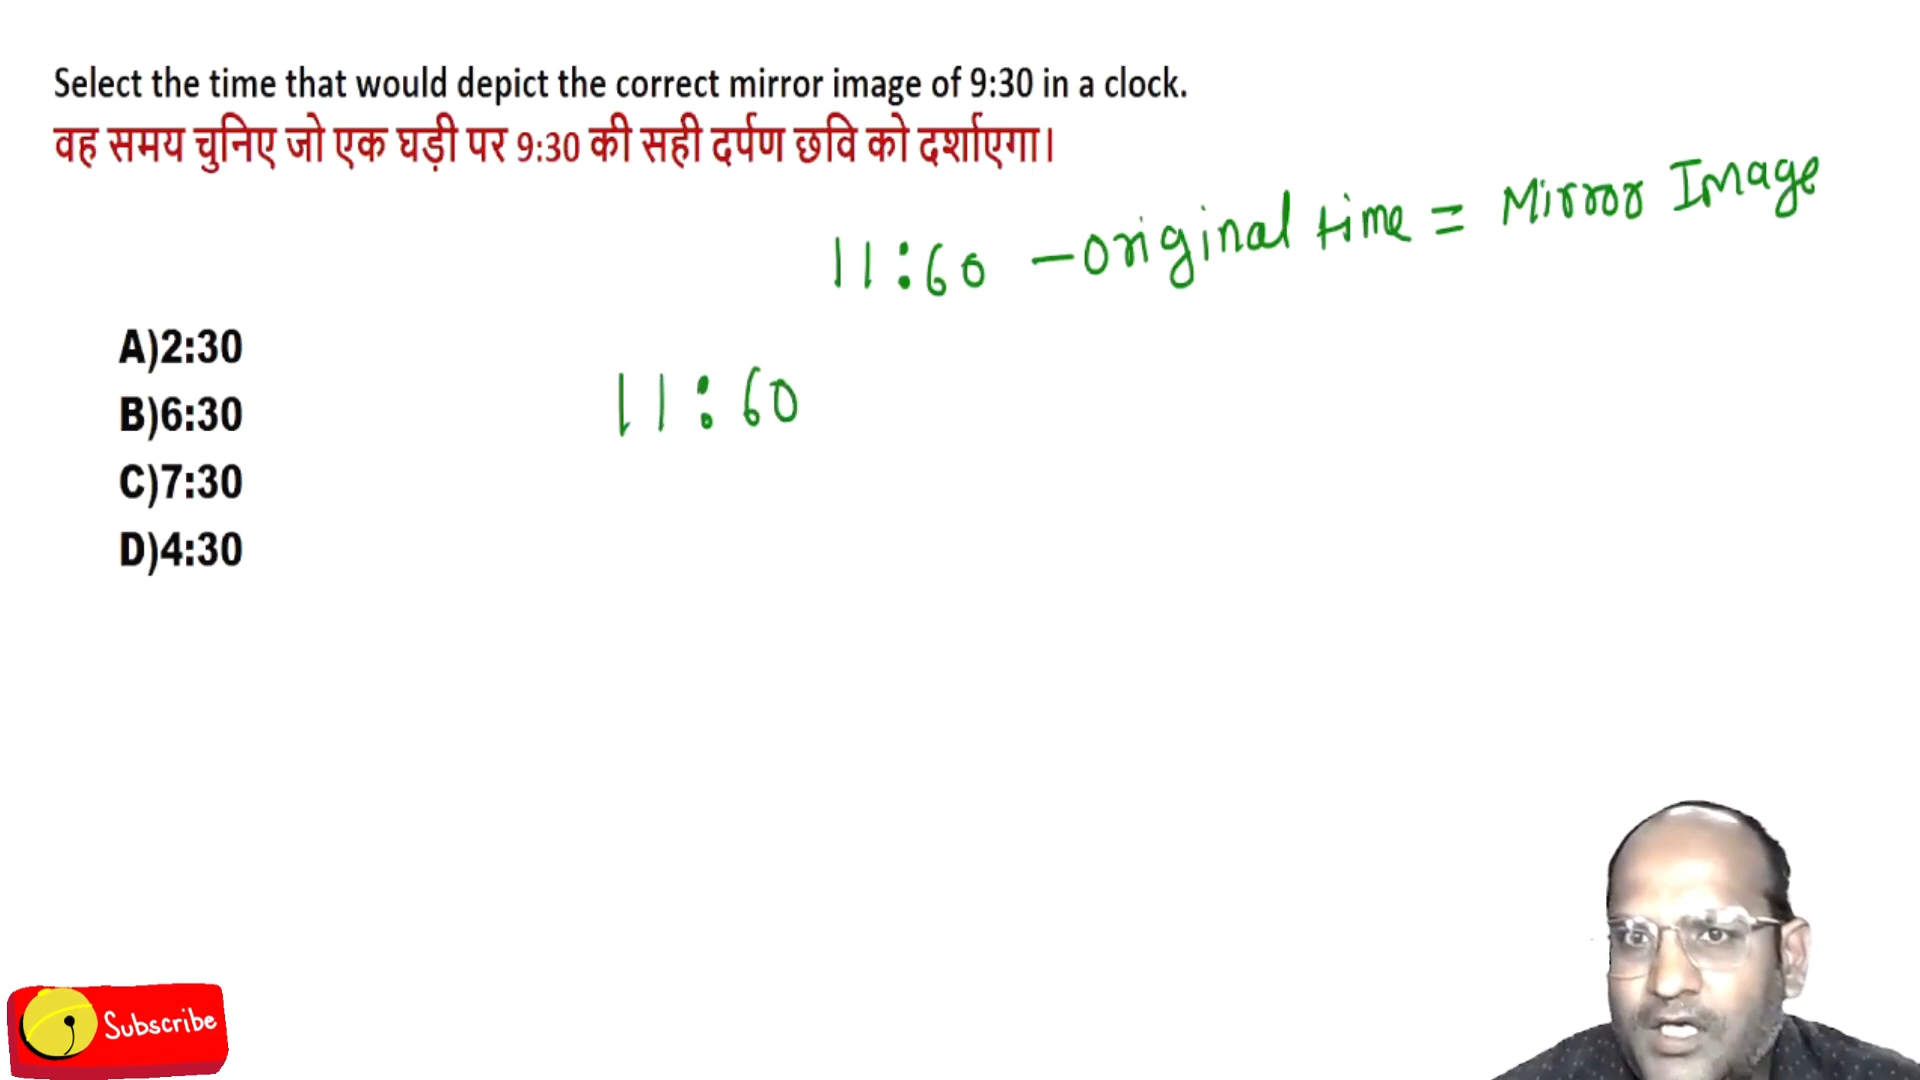 Select the time that would depict the correct mirror image of 9:30 in a clock.
वह समय चुनिए जो एक घड़ी पर 9:30 की सही दर्पण छवि को दर्शाएगा।
11:60 - original time = Mirror Image
A)2:30
11:60
B)6:30
C)7:30
D)4:30
Subscribe